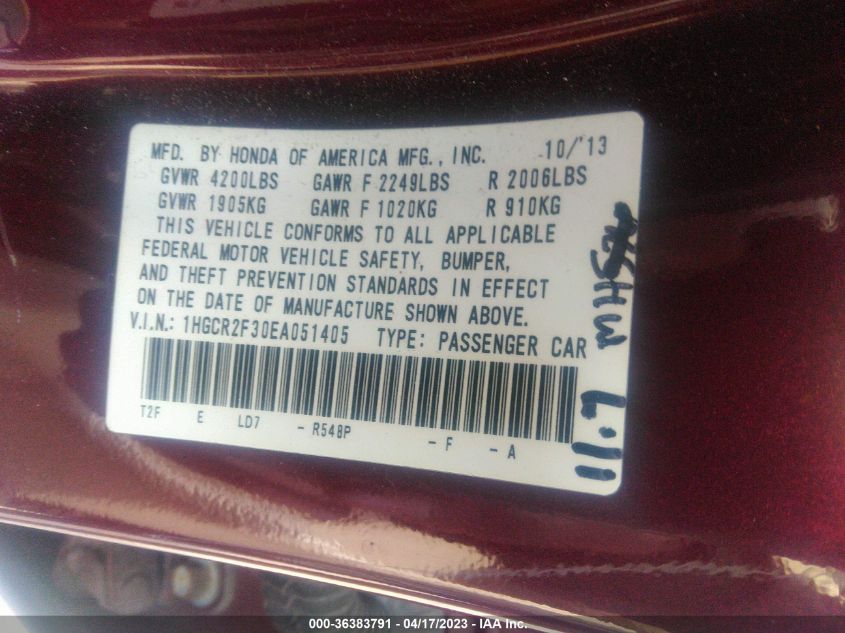 MFD. BY HONDA OF AMERICA MFG., INC. 10/'13
GVWR 4200LBS GAWR F 2249LBS R 2006LBS
GVWR 1905KG GAWR F 1020KG R 910KG
THIS VEHICLE CONFORMS TO ALL APPLICABLE
FEDERAL MOTOR VEHICLE SAFETY, BUMPER,
AND THEFT PREVENTION STANDARDS IN EFFECT
ON THE DATE OF MANUFACTURE SHOWN ABOVE.
V.I.N.: 1HGCR2F30EA051405 TYPE: PASSENGER CAR
T2F E LD7 - R548P - F - A
000-36383791 - 04/17/2023 - IAA Inc.